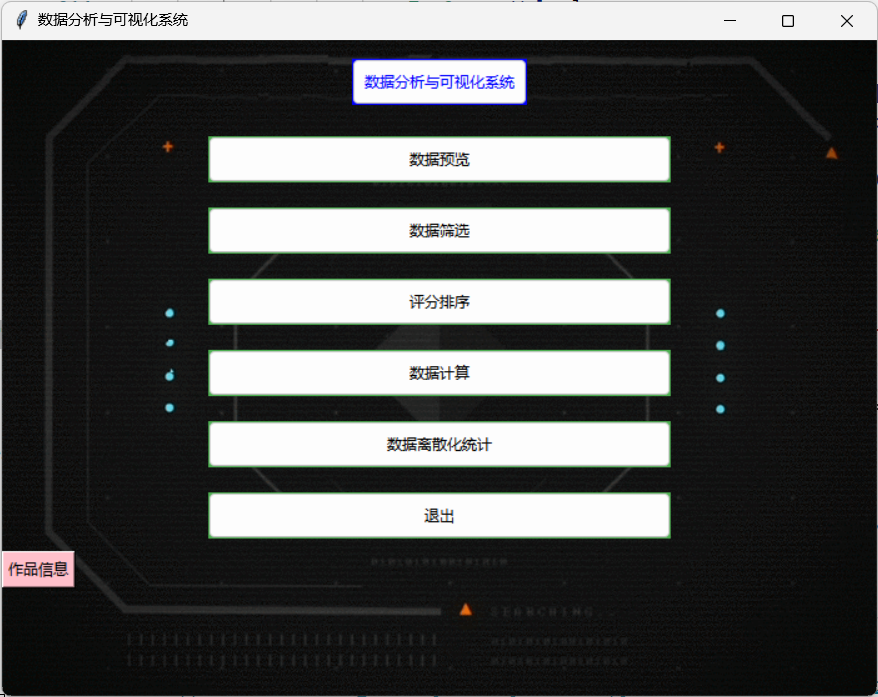 数据分析与可视化系统
数据分析与可视化系统
数据预览
数据筛选
评分排序
数据计算
数据离散化统计
退出
作品信息
SEARCHING..